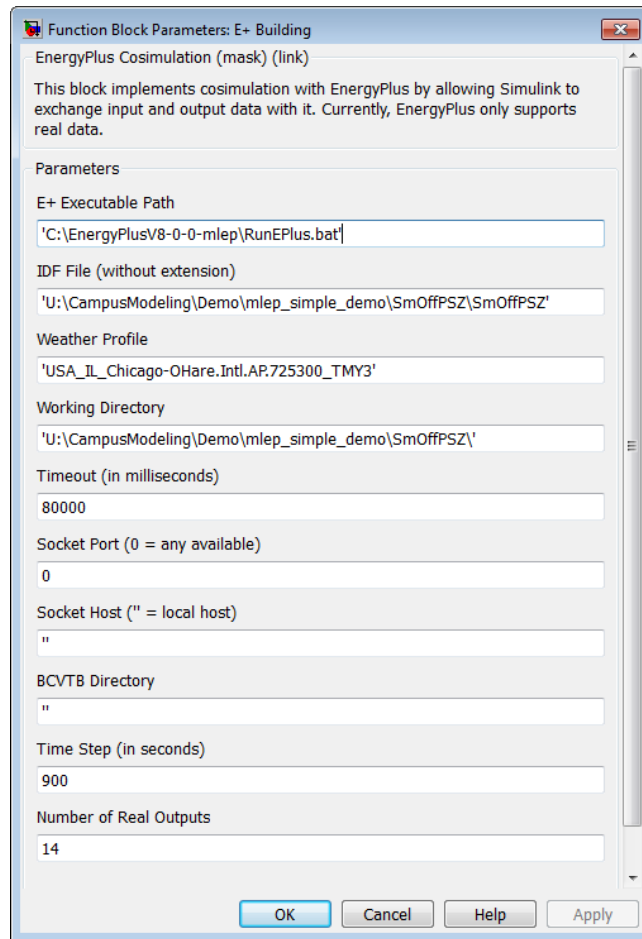 Function Block Parameters: E+ Building
EnergyPlus Cosimulation (mask) (link)
This block implements cosimulation with EnergyPlus by allowing Simulink to
exchange input and output data with it. Currently, EnergyPlus only supports
real data.
Parameters
E+ Executable Path
'C:\EnergyPlusV8-0-0-mlep\RunEPlus.bat'
IDF File (without extension)
'U:\CampusModeling\Demo\mlep_simple_demo\SmOffPSZ\SmOffPSZ'
Weather Profile
'USA_IL_Chicago-OHare.Intl.AP.725300_TMY3'
Working Directory
'U:\CampusModeling\Demo\mlep_simple_demo\SmOffPSZ\'
Timeout (in milliseconds)
80000
Socket Port (0 = any available)
0
Socket Host ('' = local host)
''
BCVTB Directory
''
Time Step (in seconds)
900
Number of Real Outputs
14
OK Cancel Help Apply